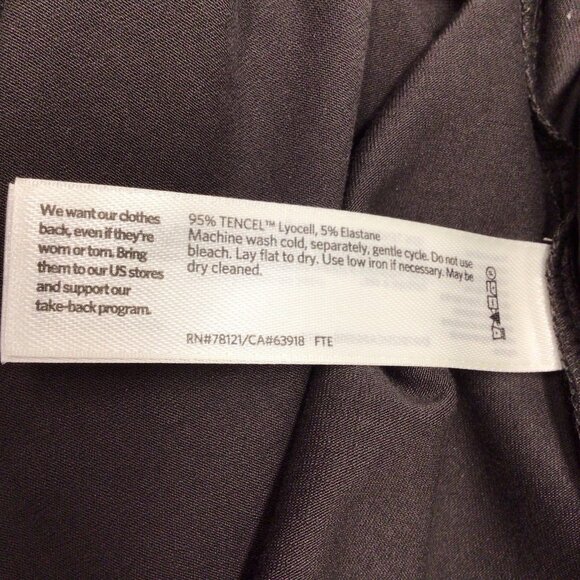 We want our clothes
back, even if they're
worn or torn. Bring
them to our US stores
and support our
take-back program.
95% TENCEL™ Lyocell, 5% Elastane
Machine wash cold, separately, gentle cycle. Do not use
bleach. Lay flat to dry. Use low iron if necessary. May be
dry cleaned.
RN#78121/CA#63918 FTE